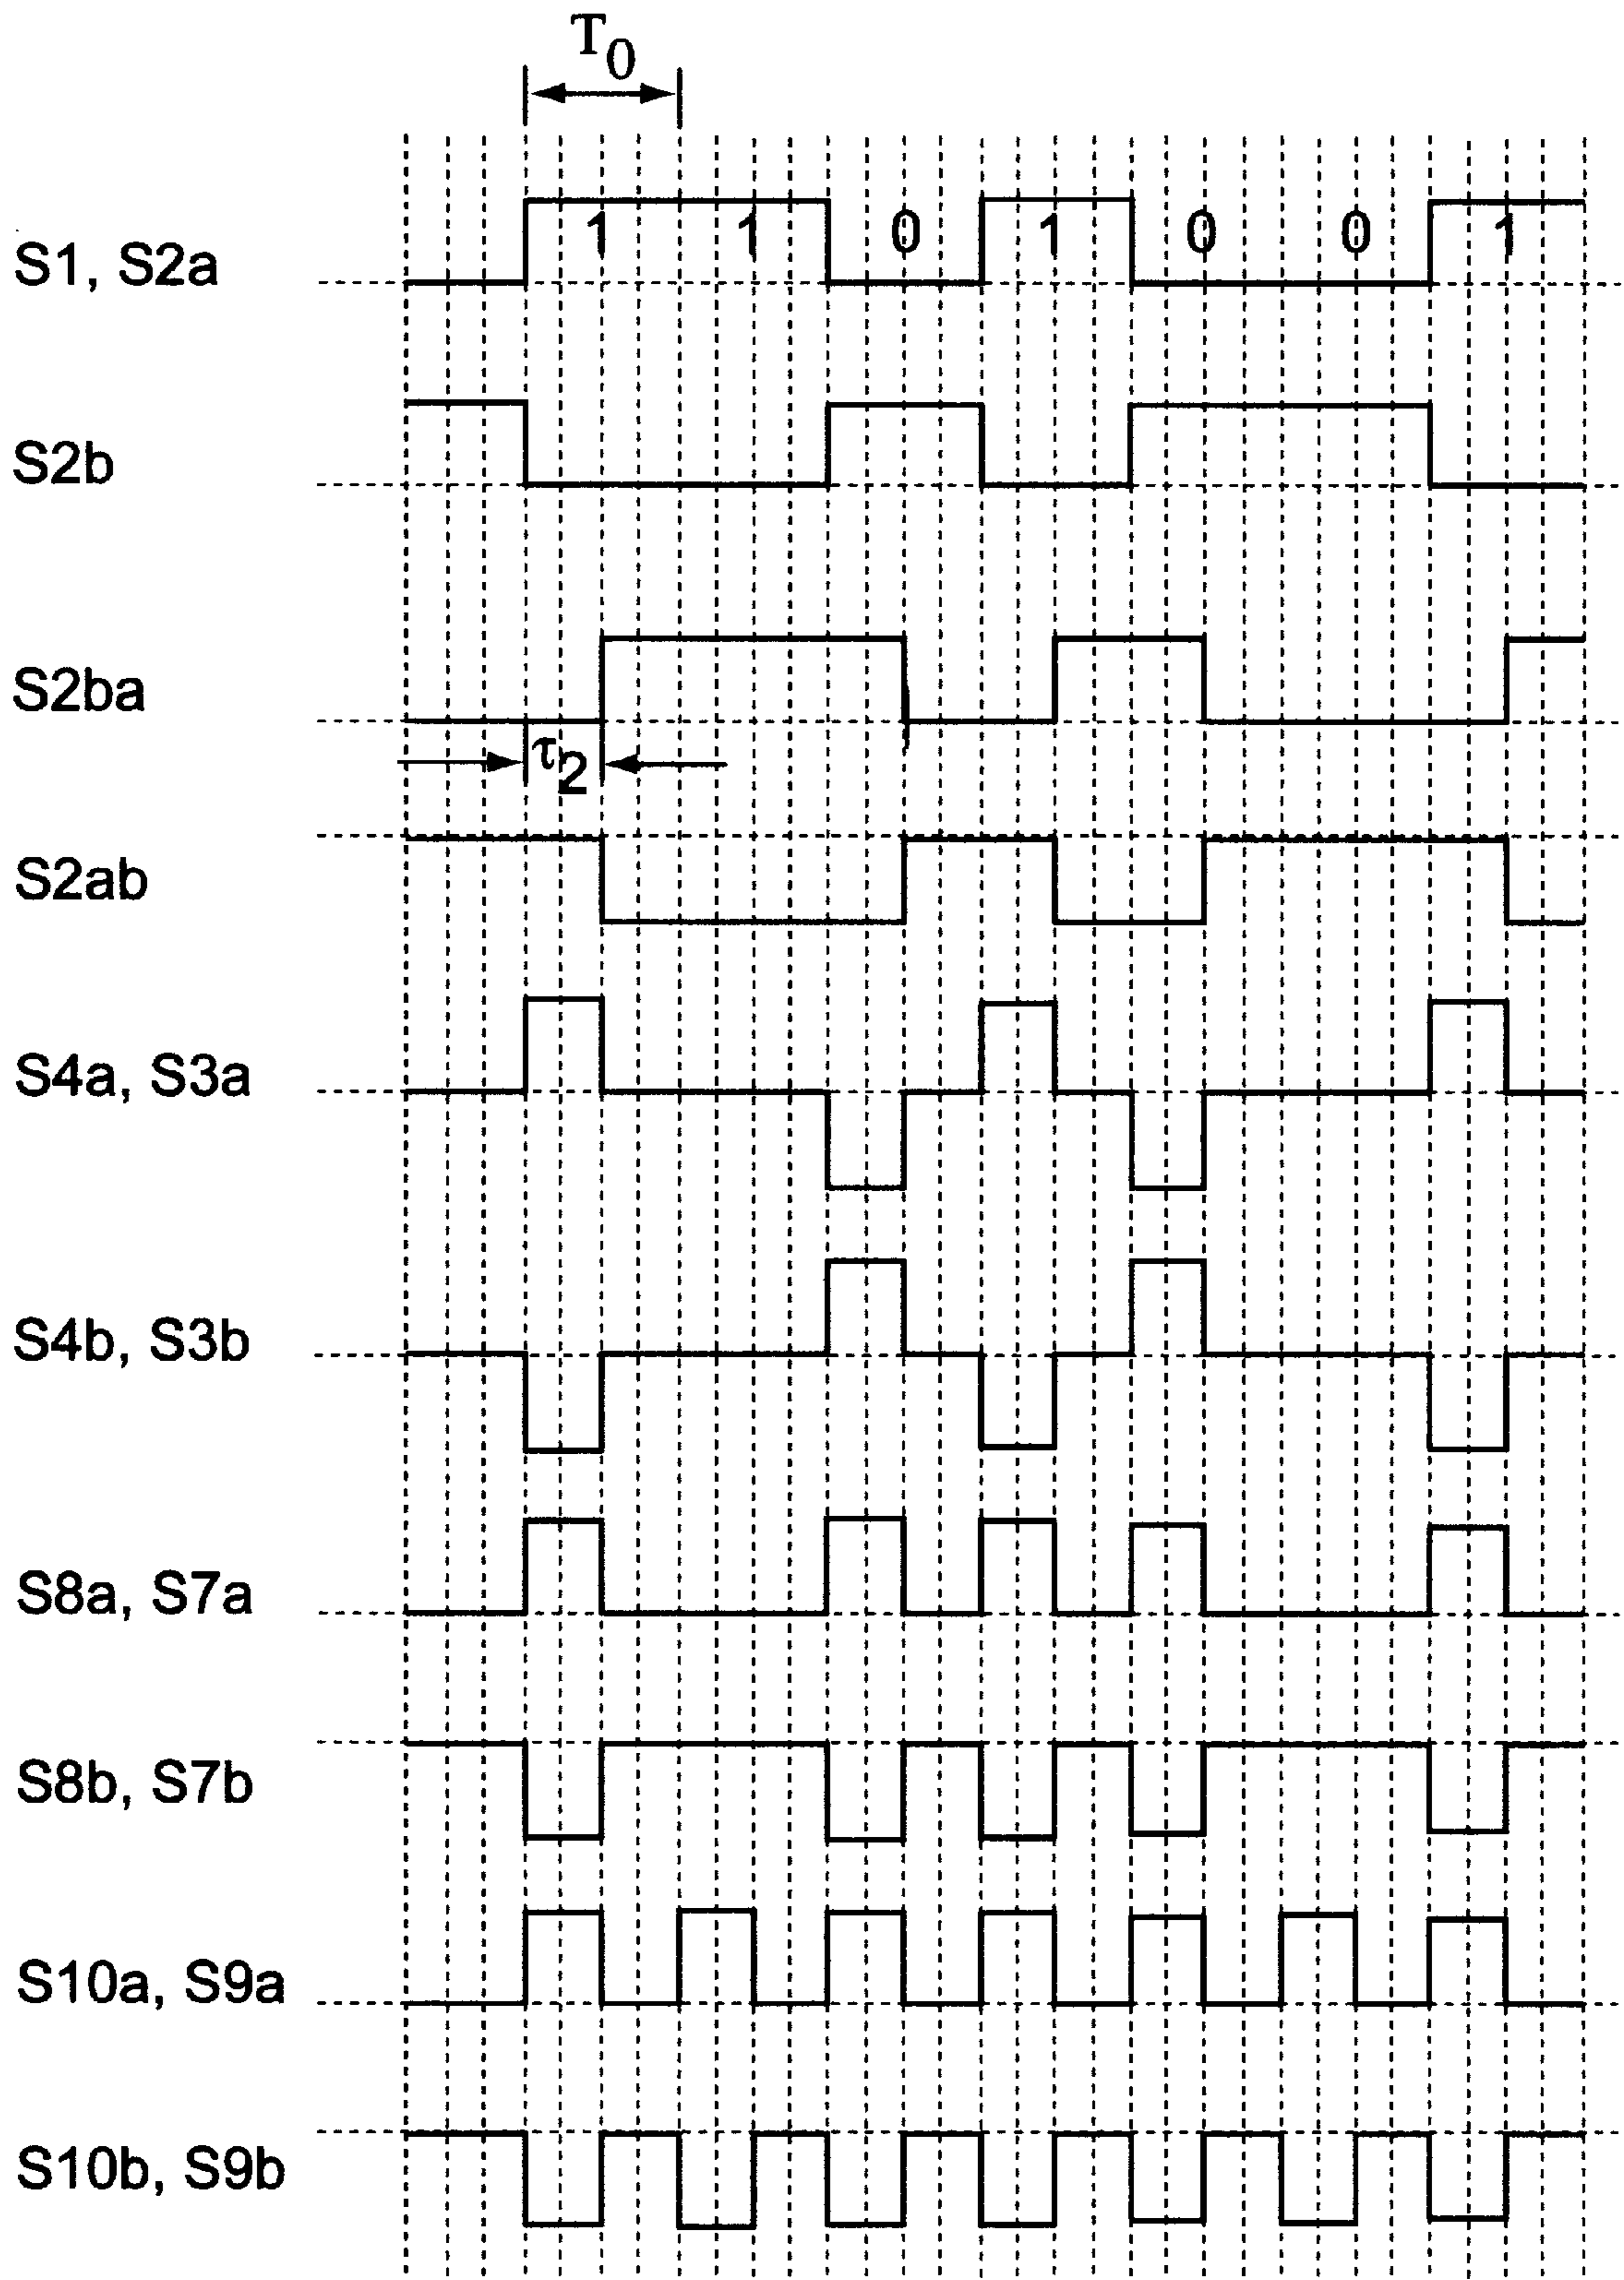 T0
S1, S2a 1 1 0 1 0 0 1
S2b
S2ba
τ2
S2ab
S4a, S3a
S4b, S3b
S8a, S7a
S8b, S7b
S10a, S9a
S10b, S9b